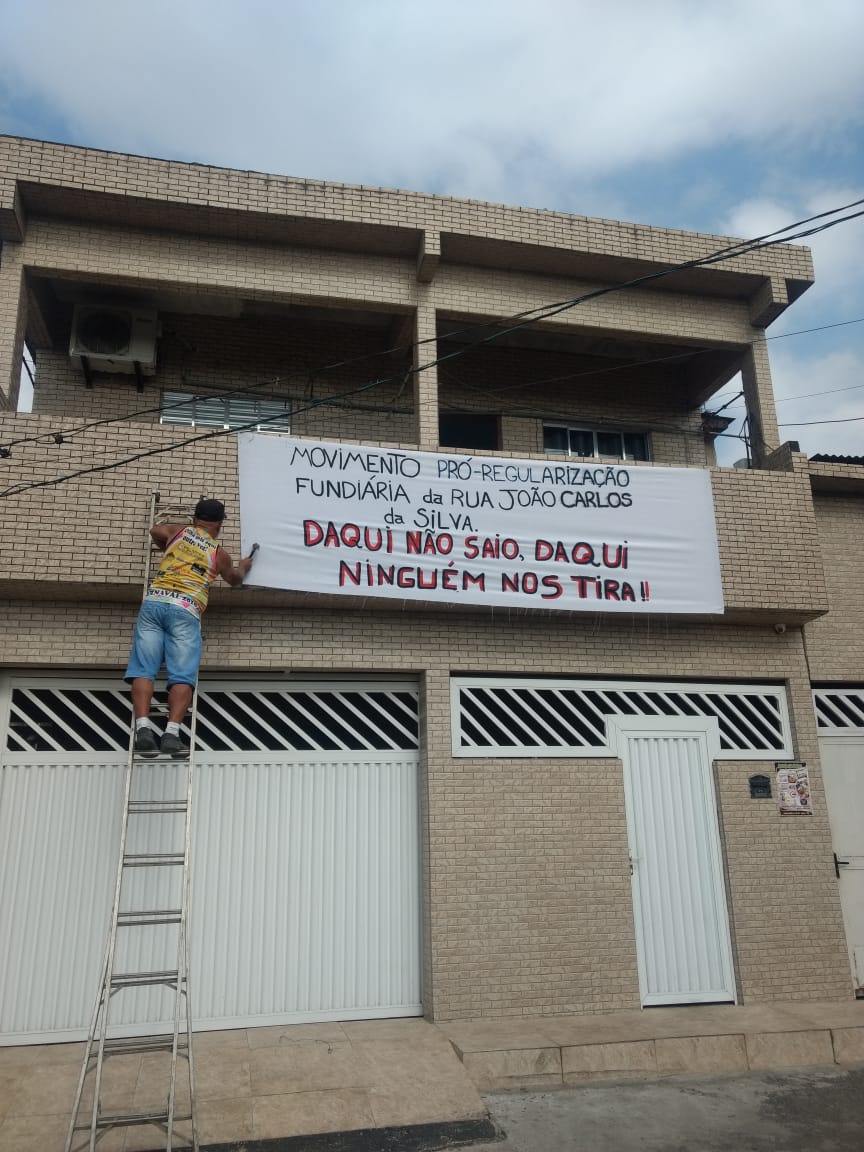 MOVIMENTO PRÓ-REGULARIZAÇÃO
FUNDIÁRIA da RUA JOÃO CARLOS
da SILVA.
DAQUI NÃO SAIO, DAQUI
NINGUÉM NOS TIRA!!